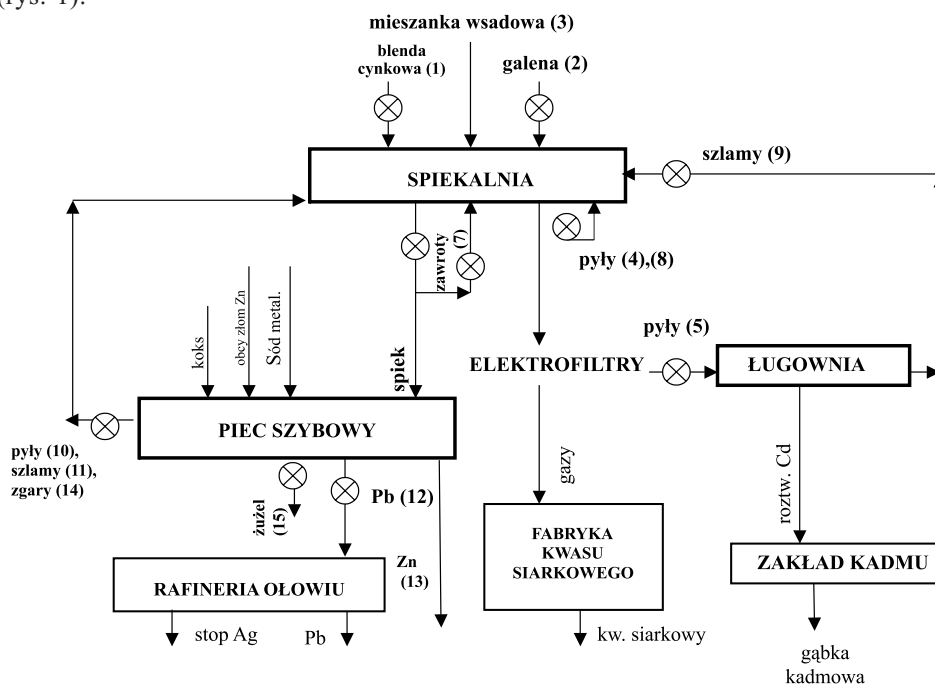 (rys. 1).
mieszanka wsadowa (3)
blenda
cynkowa (1)
galena (2)
szlamy (9)
SPIEKALNIA
zawroty
(7)
pyły (4),(8)
koks
obcy złom Zn
Sód metal.
spiek
pyły (5)
ELEKTROFILTRY
ŁUGOWNIA
PIEC SZYBOWY
pyły (10),
szlamy (11),
zgary (14)
żużel
(15)
Pb (12)
gazy
roztw. Cd
FABRYKA
KWASU
SIARKOWEGO
ZAKŁAD KADMU
Zn
(13)
RAFINERIA OŁOWIU
stop Ag
Pb
kw. siarkowy
gąbka
kadmowa